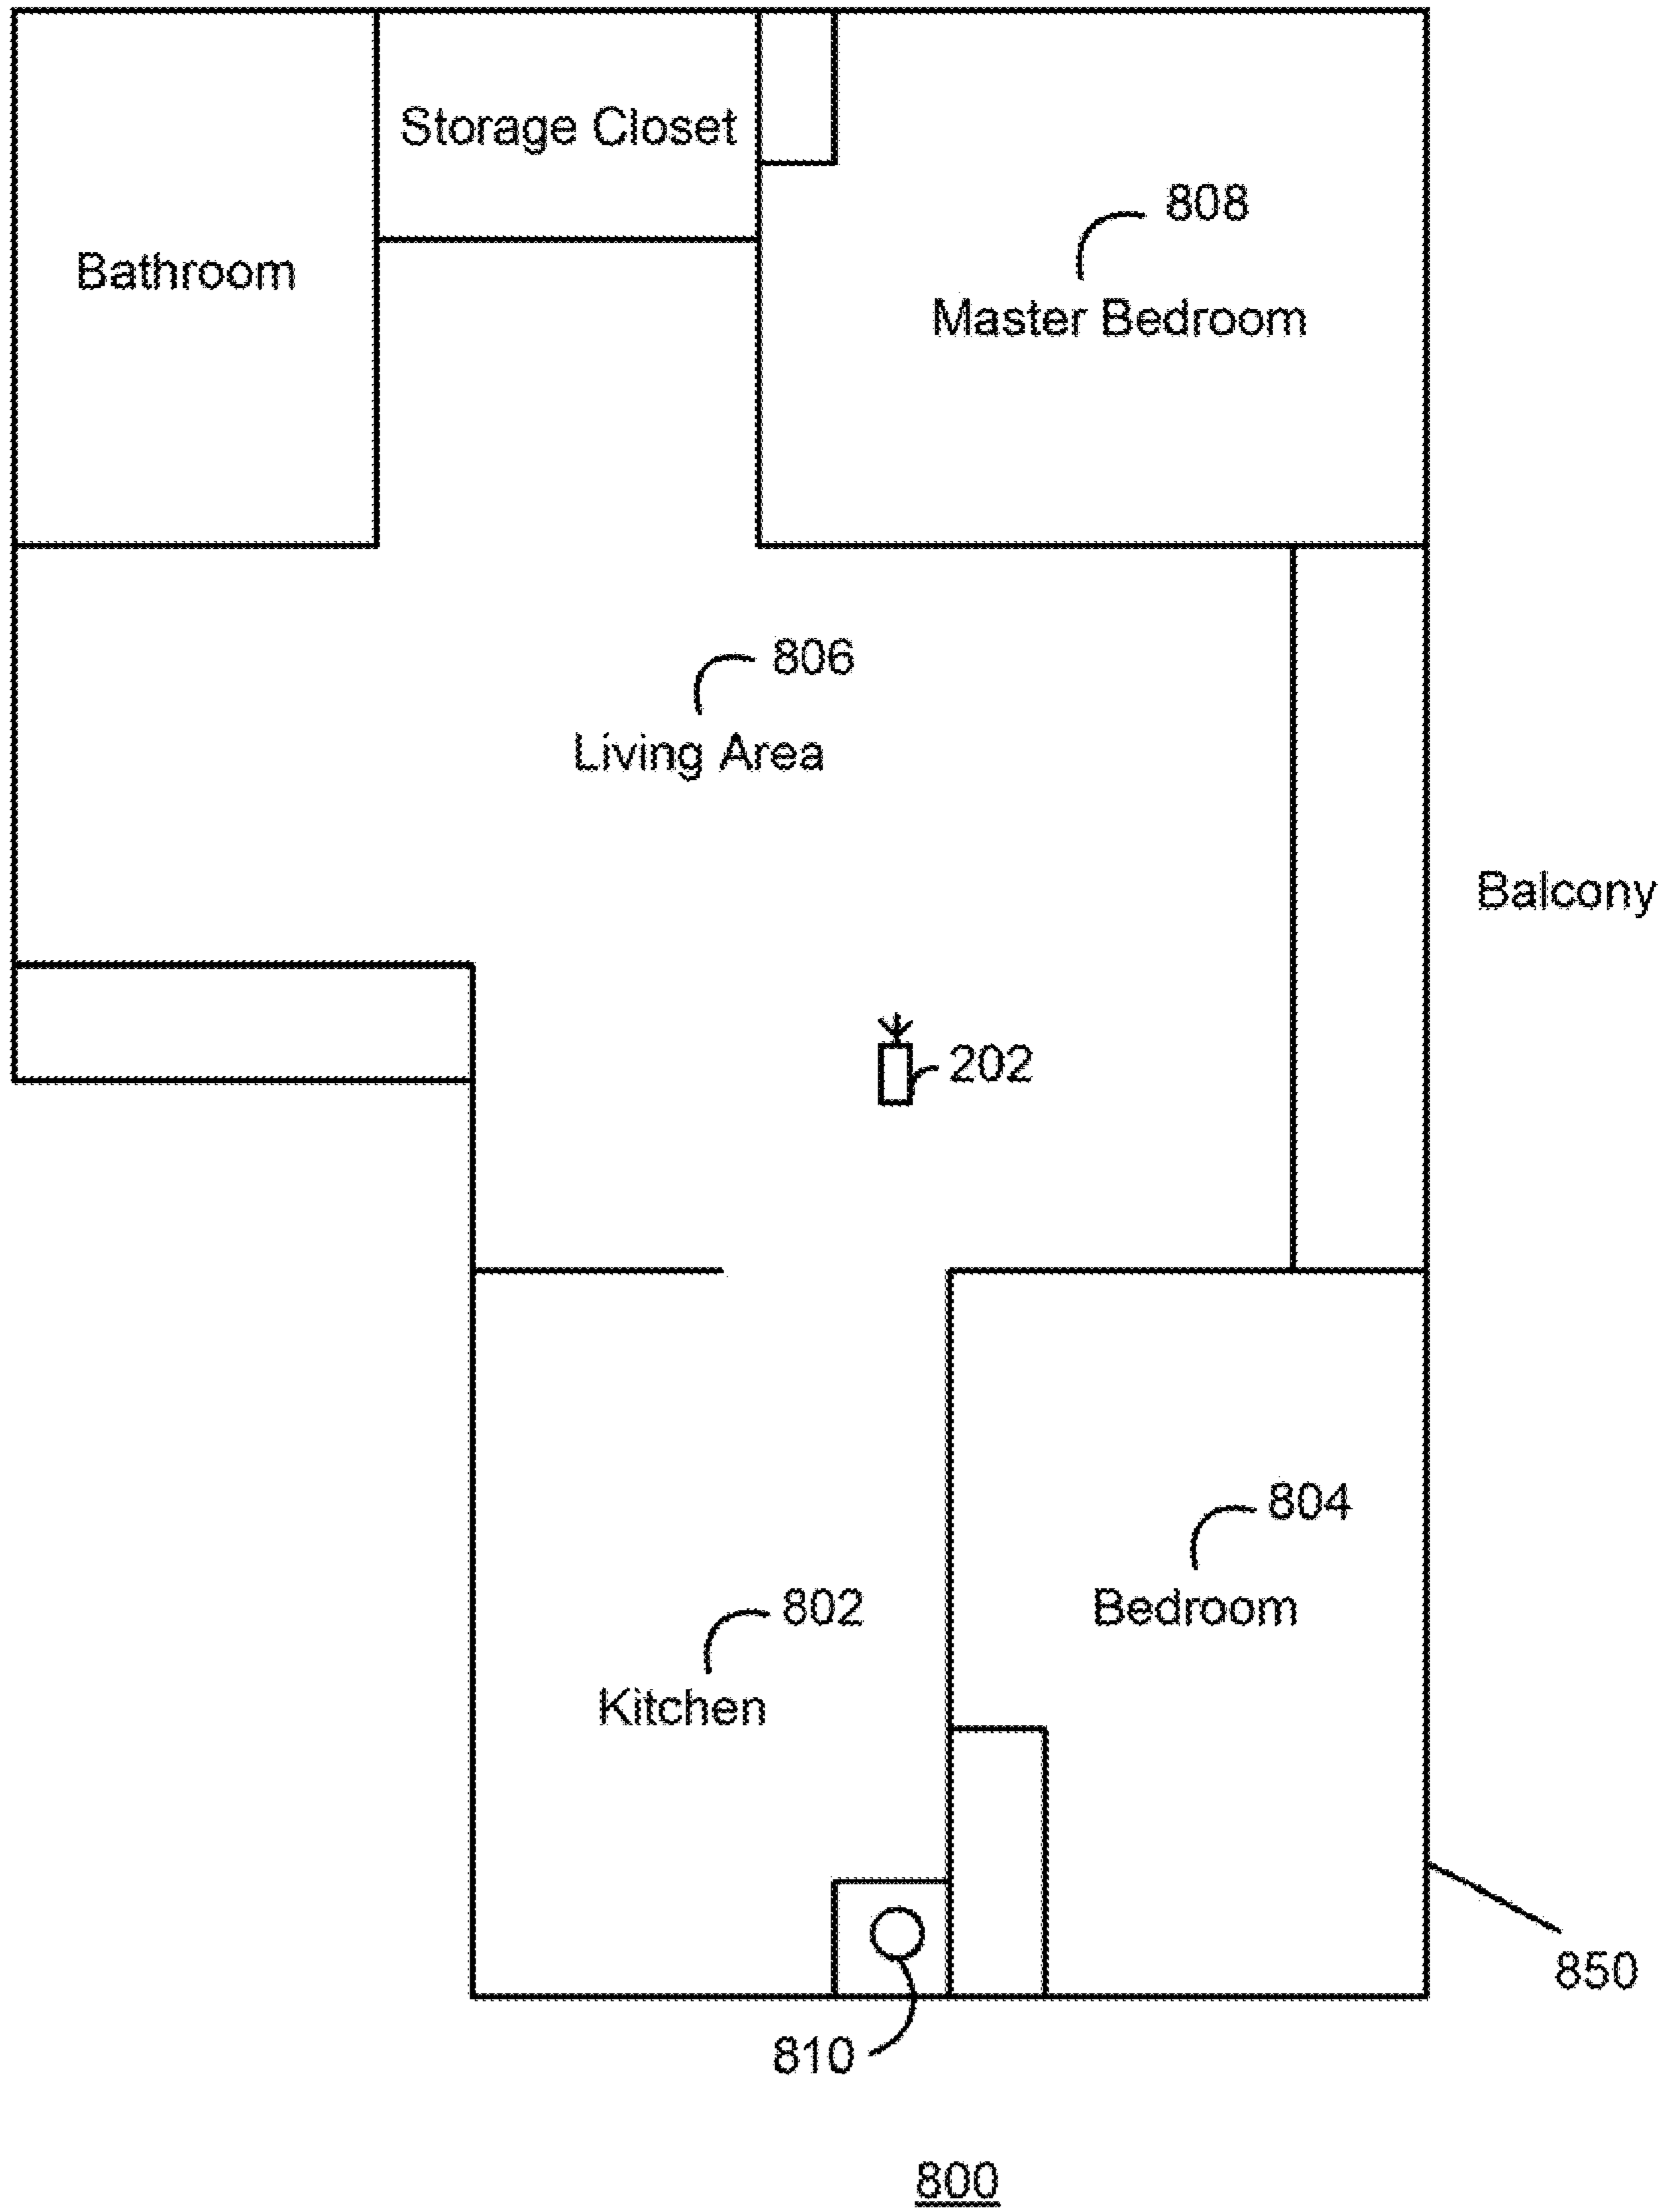 Storage Closet
808
Bathroom
Master Bedroom
806
Living Area
Balcony
202
804
802
Bedroom
Kitchen
850
810
800